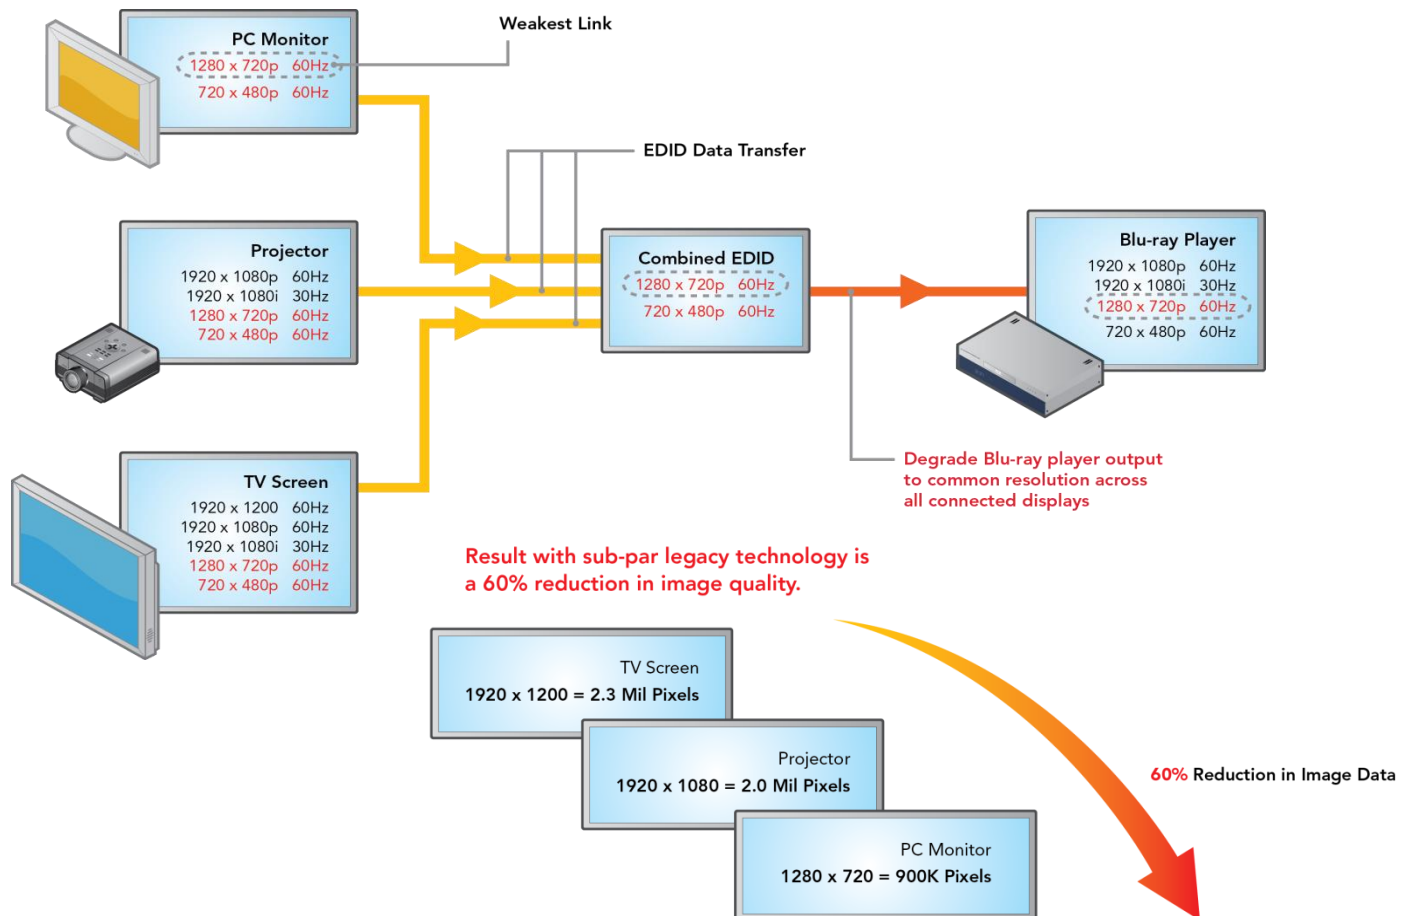 Weakest Link
PC Monitor
1280 x 720p 60Hz
720 x 480p 60Hz
EDID Data Transfer
Projector
1920 x 1080p 60Hz
1920 x 1080i 30Hz
1280 x 720p 60Hz
720 x 480p 60Hz
Combined EDID
1280 x 720p 60Hz
720 x 480p 60Hz
Blu-ray Player
1920 x 1080p 60Hz
1920 x 1080i 30Hz
1280 x 720p 60Hz
720 x 480p 60Hz
Degrade Blu-ray player output
to common resolution across
all connected displays
TV Screen
1920 x 1200 60Hz
1920 x 1080p 60Hz
1920 x 1080i 30Hz
1280 x 720p 60Hz
720 x 480p 60Hz
Result with sub-par legacy technology is
a 60% reduction in image quality.
TV Screen
1920 x 1200 = 2.3 Mil Pixels
Projector
1920 x 1080 = 2.0 Mil Pixels
PC Monitor
1280 x 720 = 900K Pixels
60% Reduction in Image Data